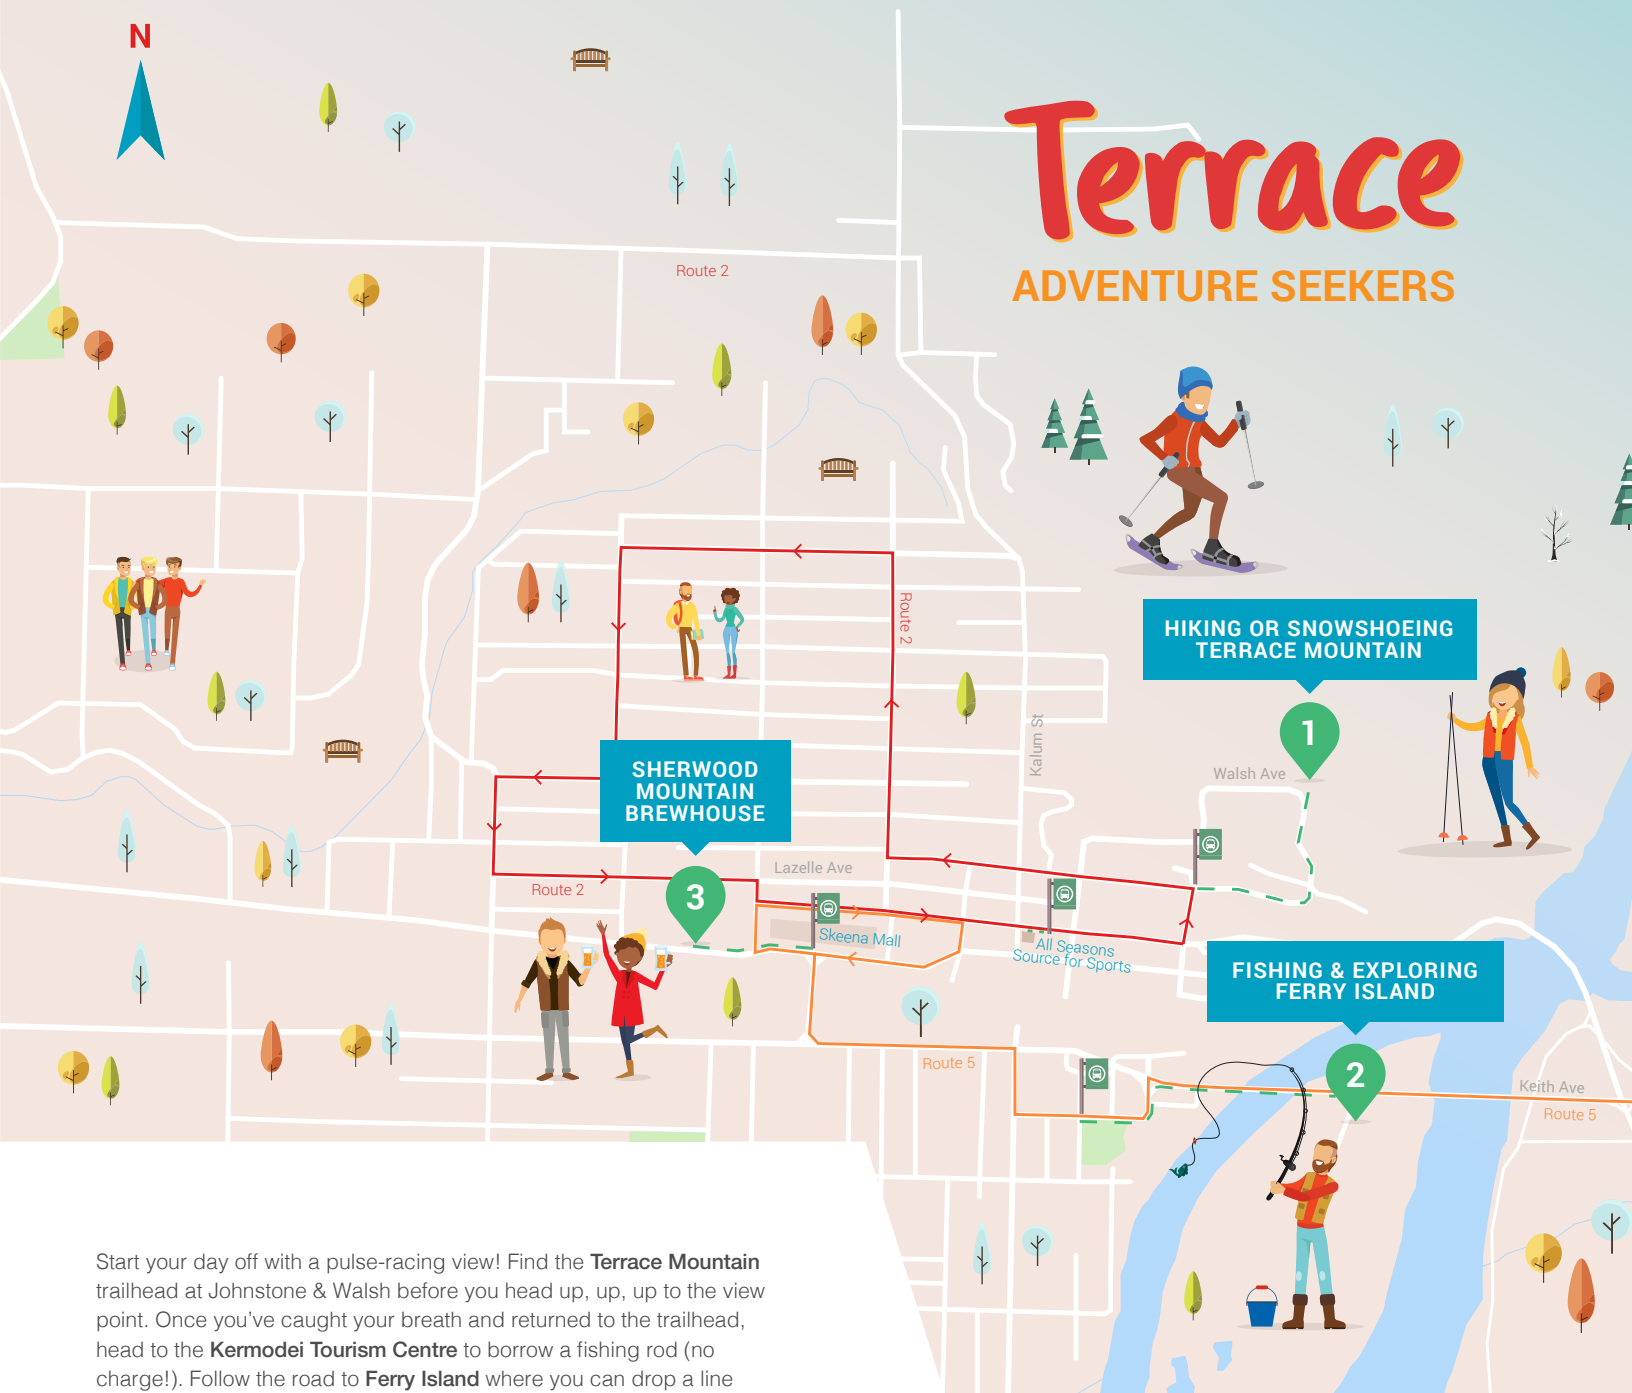 N
Terrace
ADVENTURE SEEKERS
Route 2
Route 2
HIKING OR SNOWSHOEING
TERRACE MOUNTAIN
1
Kalum St
Walsh Ave
SHERWOOD
MOUNTAIN
BREWHOUSE
3
Lazelle Ave
Route 2
Skeena Mall
All Seasons
Source for Sports
FISHING & EXPLORING
FERRY ISLAND
2
Route 5
Keith Ave
Route 5
Start your day off with a pulse-racing view! Find the Terrace Mountain
trailhead at Johnstone & Walsh before you head up, up, up to the view
point. Once you've caught your breath and returned to the trailhead,
head to the Kermodei Tourism Centre to borrow a fishing rod (no
charge!). Follow the road to Ferry Island where you can drop a line